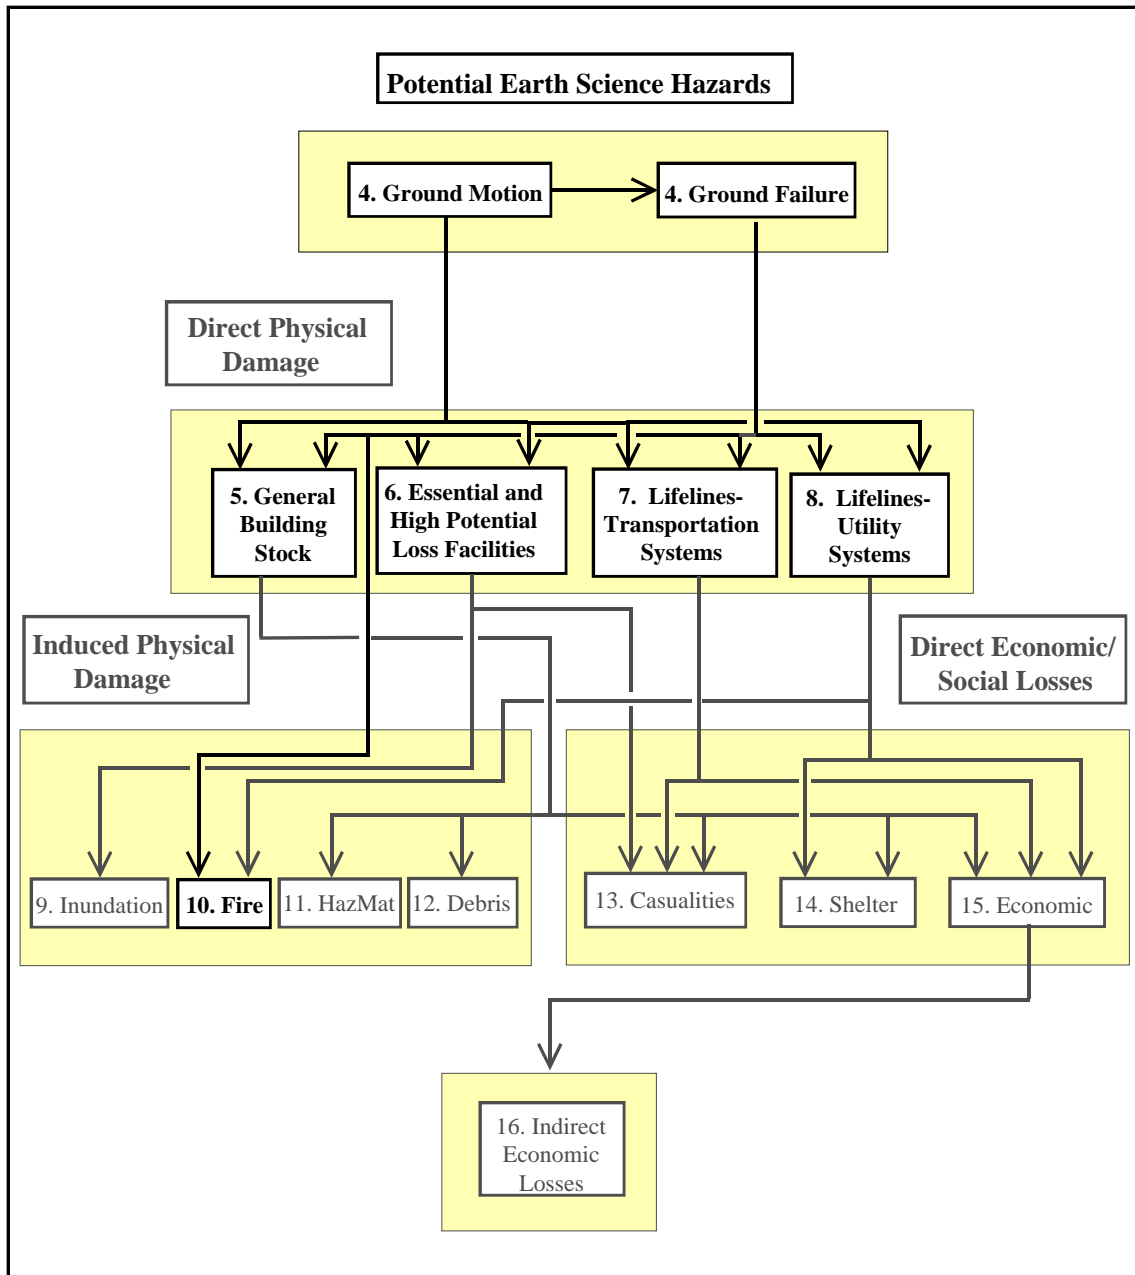 Potential Earth Science Hazards
4. Ground Motion
4. Ground Failure
Direct Physical
Damage
5. General
Building
Stock
6. Essential and
High Potential
Loss Facilities
7. Lifelines-
Transportation
Systems
8. Lifelines-
Utility
Systems
Induced Physical
Damage
Direct Economic/
Social Losses
9. Inundation
10. Fire
11. HazMat
12. Debris
13. Casualities
14. Shelter
15. Economic
16. Indirect
Economic
Losses